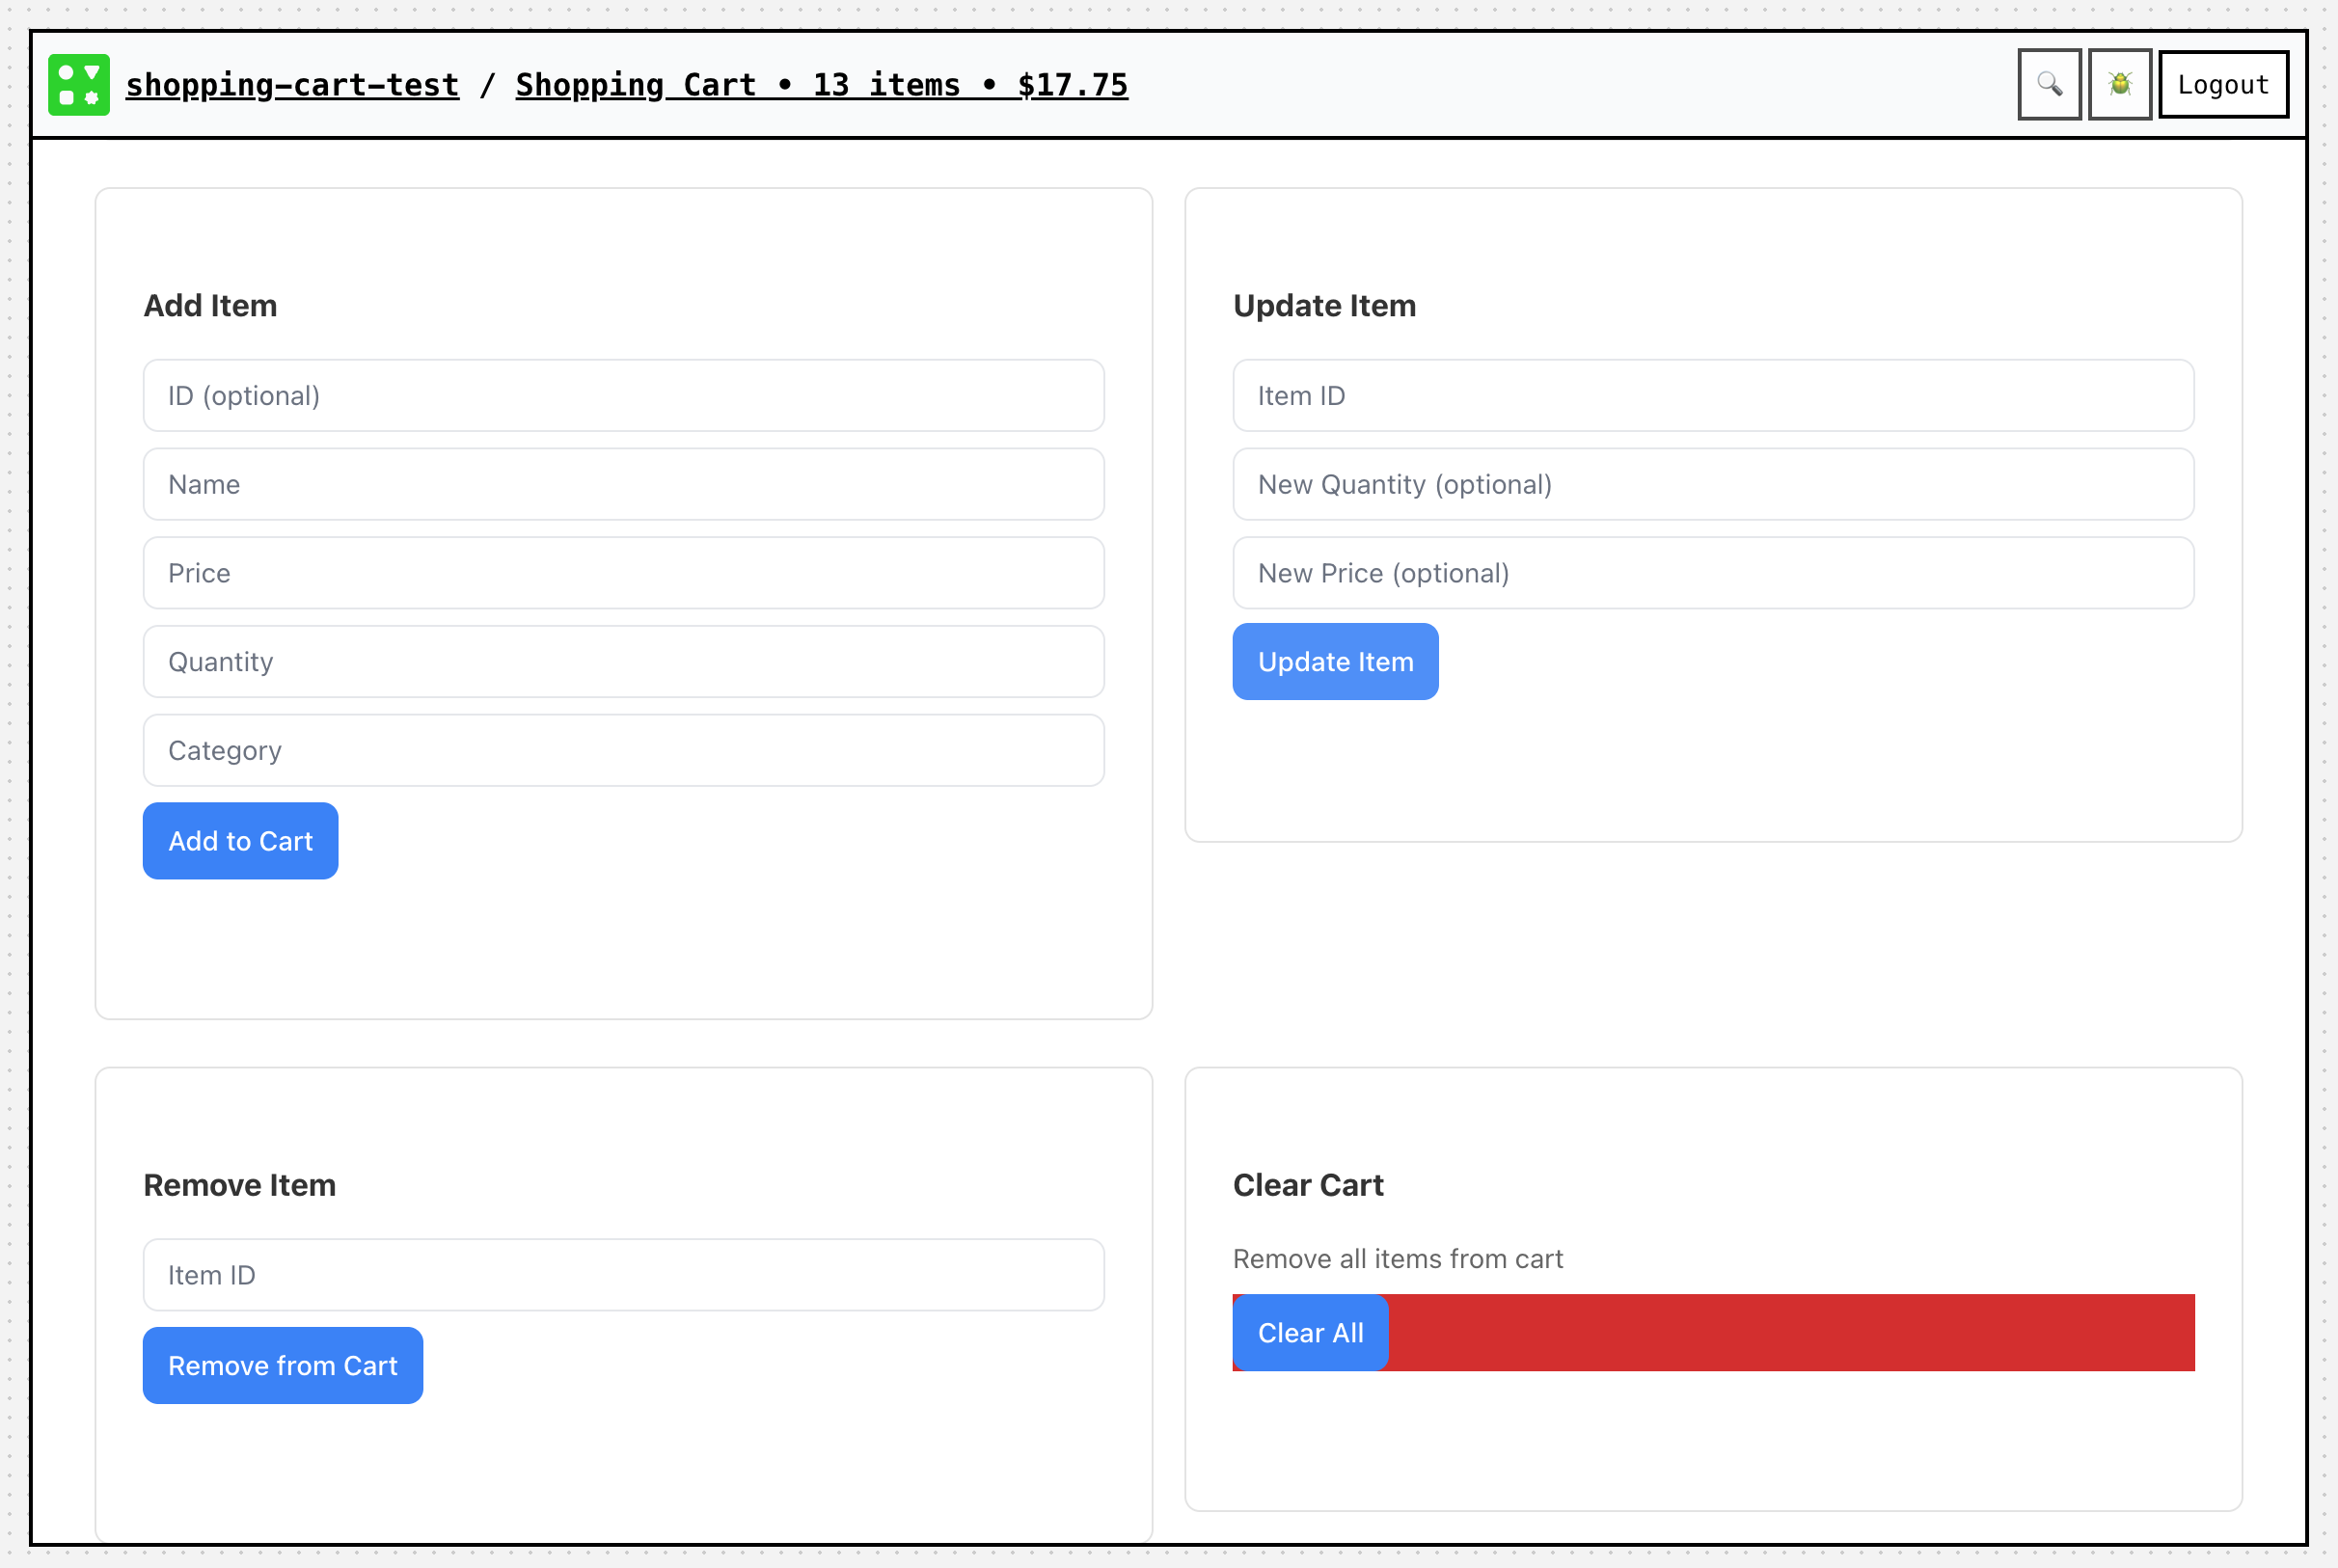 shopping-cart-test / Shopping Cart • 13 items • $17.75
Logout
Add Item
ID (optional)
Name
Price
Quantity
Category
Add to Cart
Update Item
Item ID
New Quantity (optional)
New Price (optional)
Update Item
Remove Item
Item ID
Remove from Cart
Clear Cart
Remove all items from cart
Clear All